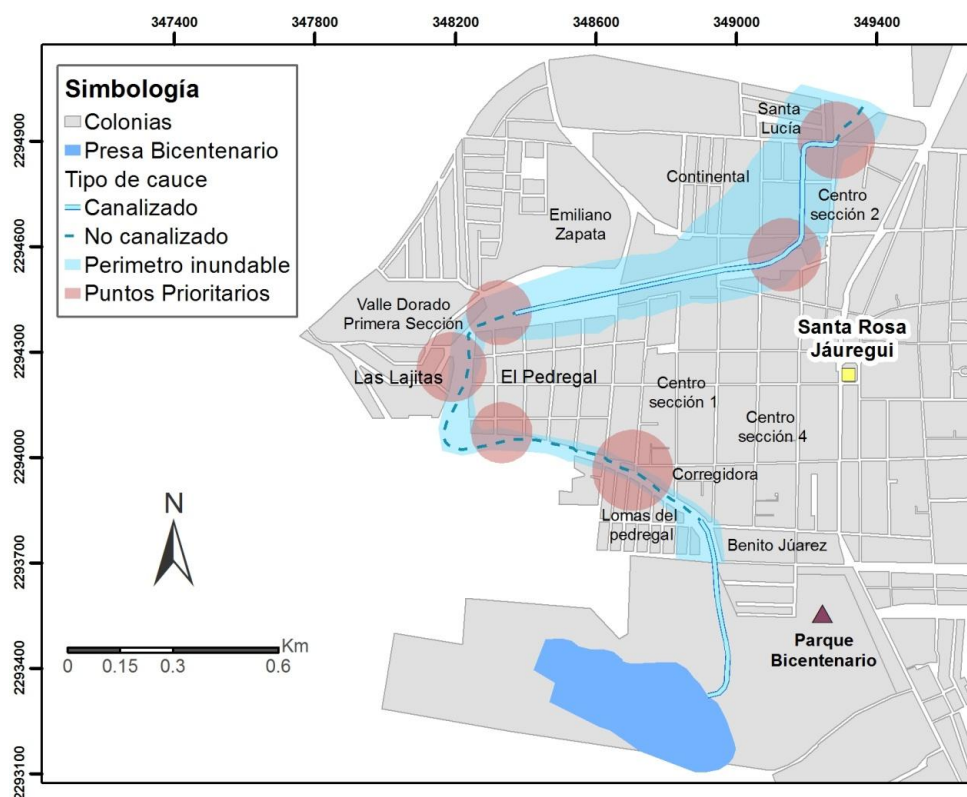 347400 347800 348200 348600 349000 349400
Simbología
Colonias
Presa Bicentenario
Tipo de cauce
Canalizado
No canalizado
Perimetro inundable
Puntos Prioritarios
2294900
2294600
2294300
2294000
2293700
2293400
2293100
Santa
Lucía
Continental
Centro
sección 2
Emiliano
Zapata
Valle Dorado
Primera Sección
Santa Rosa
Jáuregui
Las Lajitas
El Pedregal
Centro
sección 1
Centro
sección 4
Corregidora
Lomas del
pedregal
Benito Júarez
Parque
Bicentenario
N
Km
0 0.15 0.3 0.6